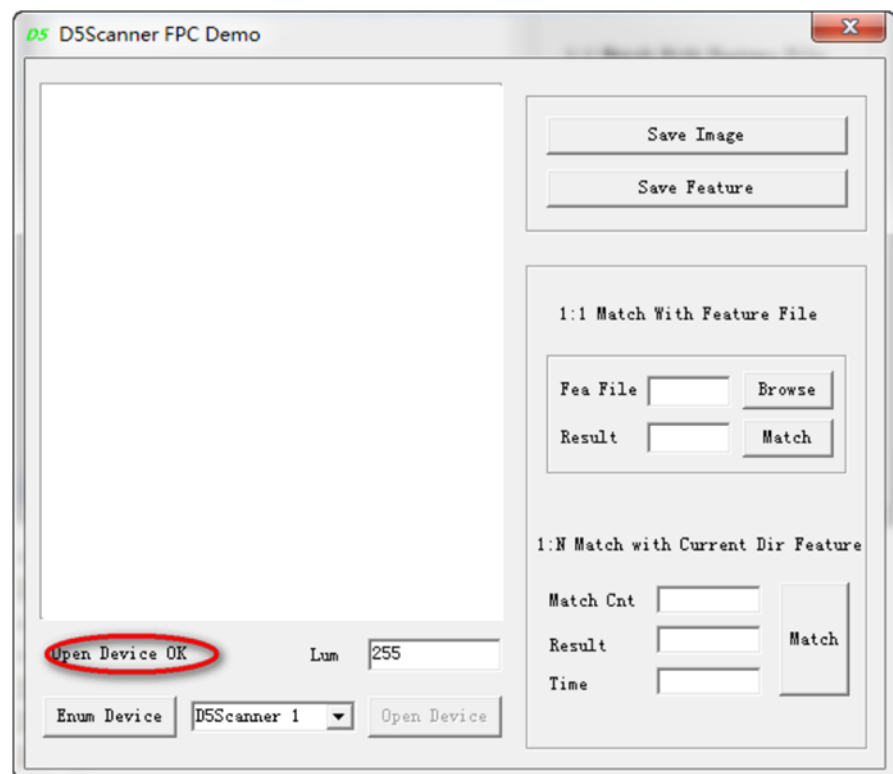 D5 D5Scanner FPC Demo
Save Image
Save Feature
1:1 Match With Feature File
Fea File Browse
Result Match
1:N Match with Current Dir Feature
Match Cnt
Result Match
Time
Open Device OK Lum 255
Enum Device D5Scanner 1 Open Device